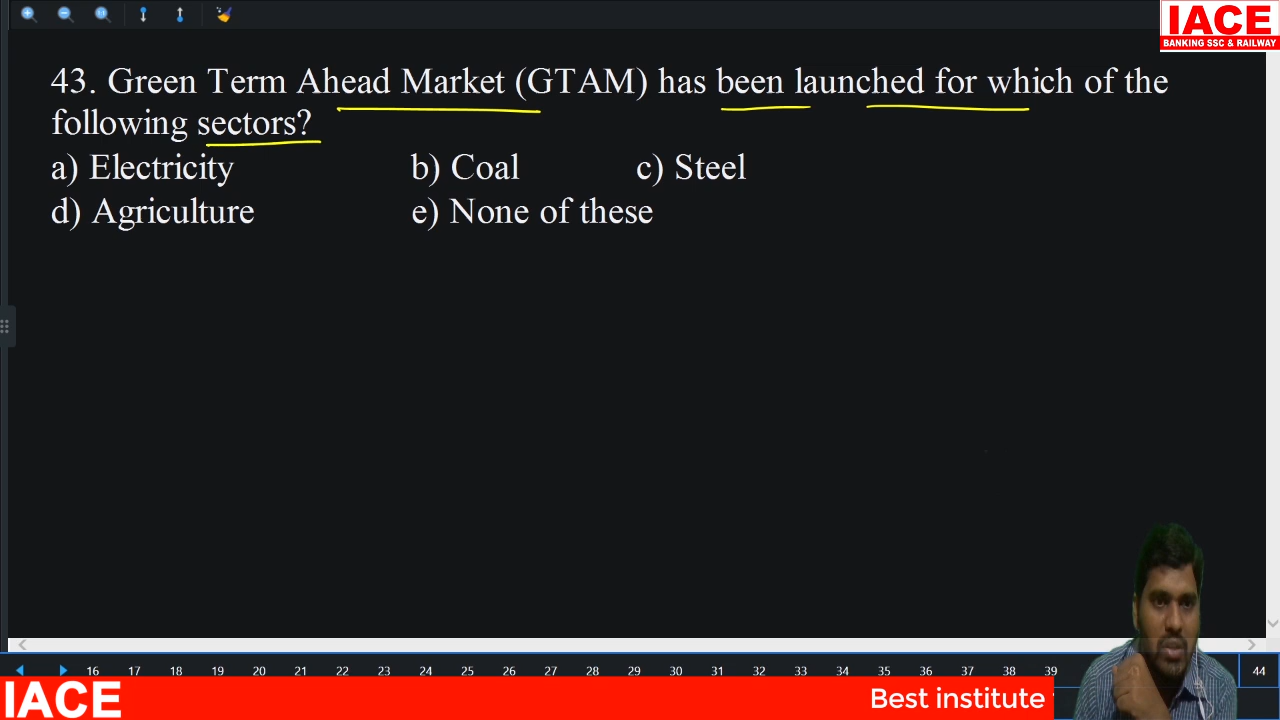 IACE
BANKING SSC & RAILWAY
43. Green Term Ahead Market (GTAM) has been launched for which of the
following sectors?
a) Electricity b) Coal c) Steel
d) Agriculture e) None of these
16 17 18 19 20 21 22 23 24 25 26 27 28 29 30 31 32 33 34 35 36 37 38 39 44
IACE
Best institute